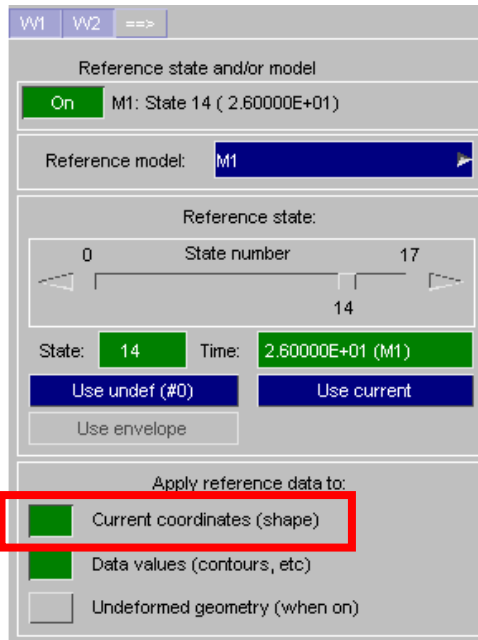 W1 W2 ==>
Reference state and/or model
On M1: State 14 ( 2.60000E+01)
Reference model: M1
Reference state:
0 State number 17
14
State: 14 Time: 2.60000E+01 (M1)
Use undef (#0) Use current
Use envelope
Apply reference data to:
Current coordinates (shape)
Data values (contours, etc)
Undeformed geometry (when on)